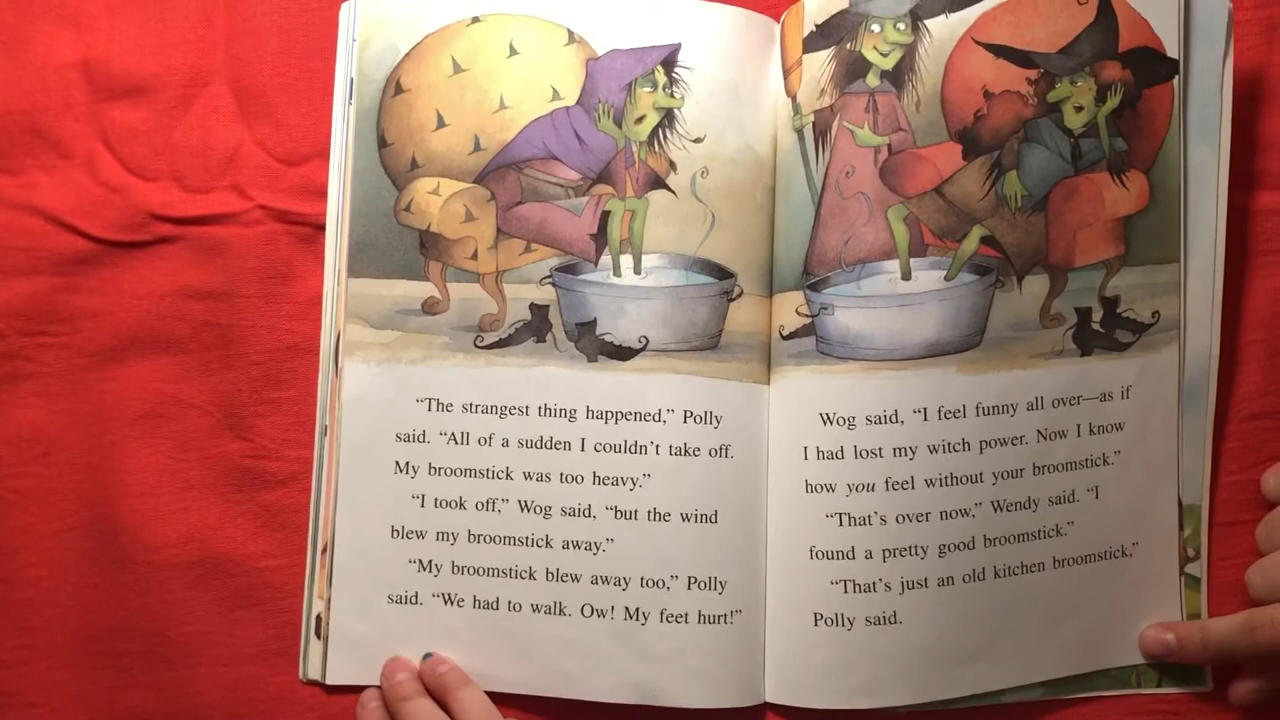 “The strangest thing happened,” Polly
said. “All of a sudden I couldn’t take off.
My broomstick was too heavy.”
“I took off,” Wog said, “but the wind
blew my broomstick away.”
“My broomstick blew away too,” Polly
said. “We had to walk. Ow! My feet hurt!”
Wog said, “I feel funny all over—as if
I had lost my witch power. Now I know
how you feel without your broomstick.”
“That’s over now,” Wendy said. “I
found a pretty good broomstick.”
“That’s just an old kitchen broomstick,”
Polly said.